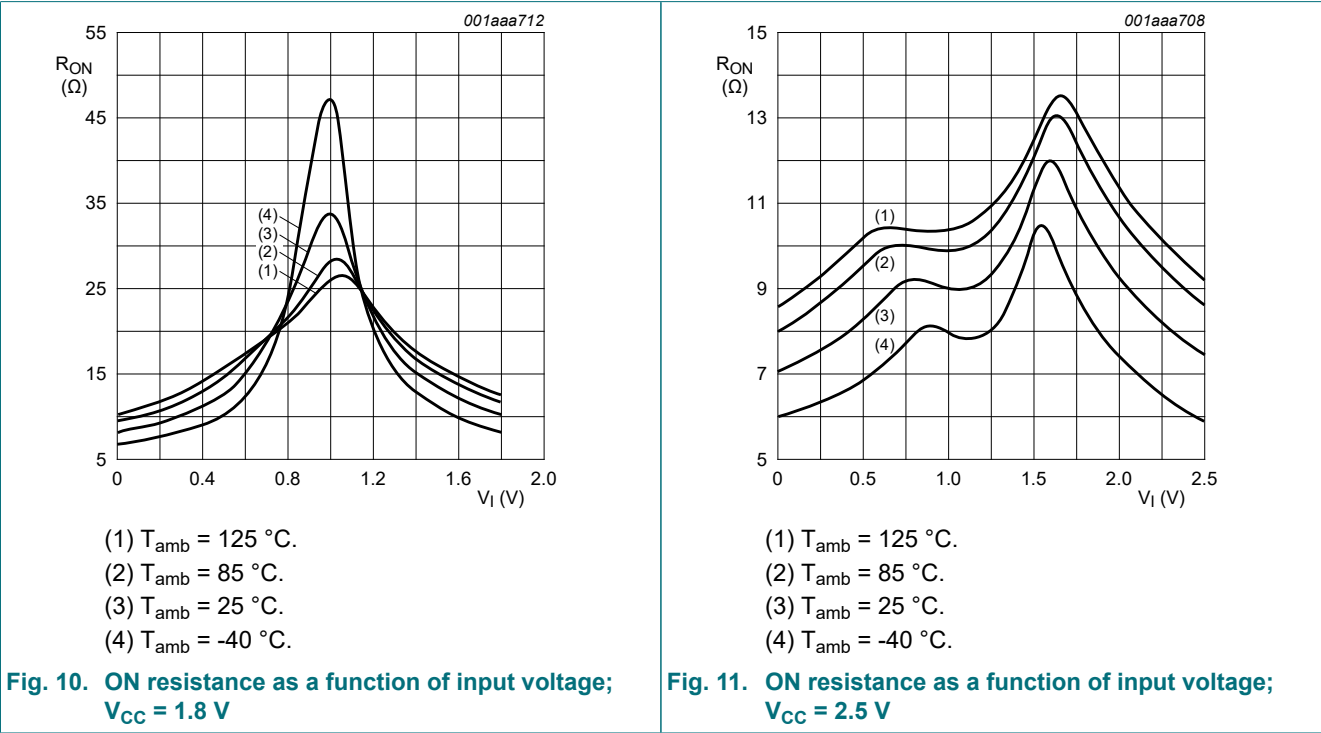 001aaa712
55
RON
(Ω)
45
35
(4)
(3)
(2)
(1)
25
15
5
0 0.4 0.8 1.2 1.6 2.0
VI (V)
(1) Tamb = 125 °C.
(2) Tamb = 85 °C.
(3) Tamb = 25 °C.
(4) Tamb = -40 °C.
Fig. 10. ON resistance as a function of input voltage;
VCC = 1.8 V
001aaa708
15
RON
(Ω)
13
11
(1)
(2)
9
(3)
(4)
7
5
0 0.5 1.0 1.5 2.0 2.5
VI (V)
(1) Tamb = 125 °C.
(2) Tamb = 85 °C.
(3) Tamb = 25 °C.
(4) Tamb = -40 °C.
Fig. 11. ON resistance as a function of input voltage;
VCC = 2.5 V